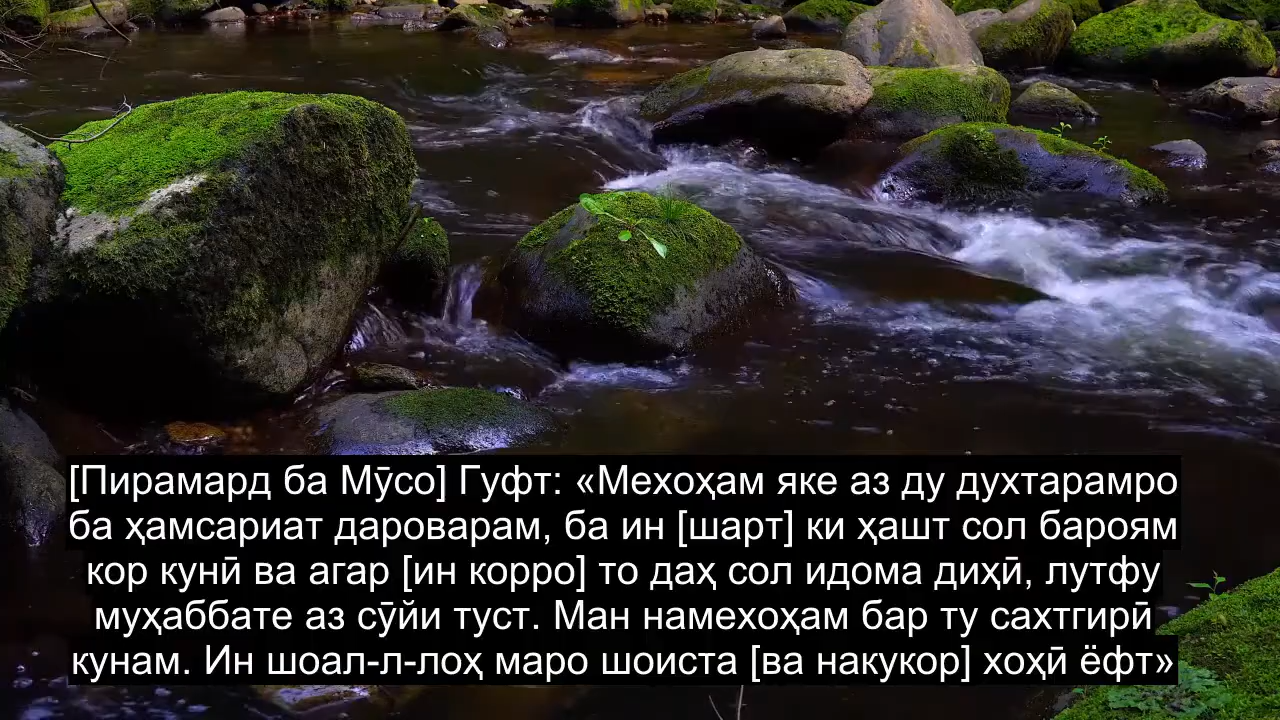 [Пирамард ба Мӯсо] Гуфт: «Мехоҳам яке аз ду духтарамро
ба ҳамсариат дароварам, ба ин [шарт] ки ҳашт сол бароям
кор кунӣ ва агар [ин корро] то даҳ сол идома диҳӣ, лутфу
муҳаббате аз сӯйи туст. Ман намехоҳам бар ту сахтгирӣ
кунам. Ин шоал-л-лоҳ маро шоиста [ва накукор] хоҳӣ ёфт»